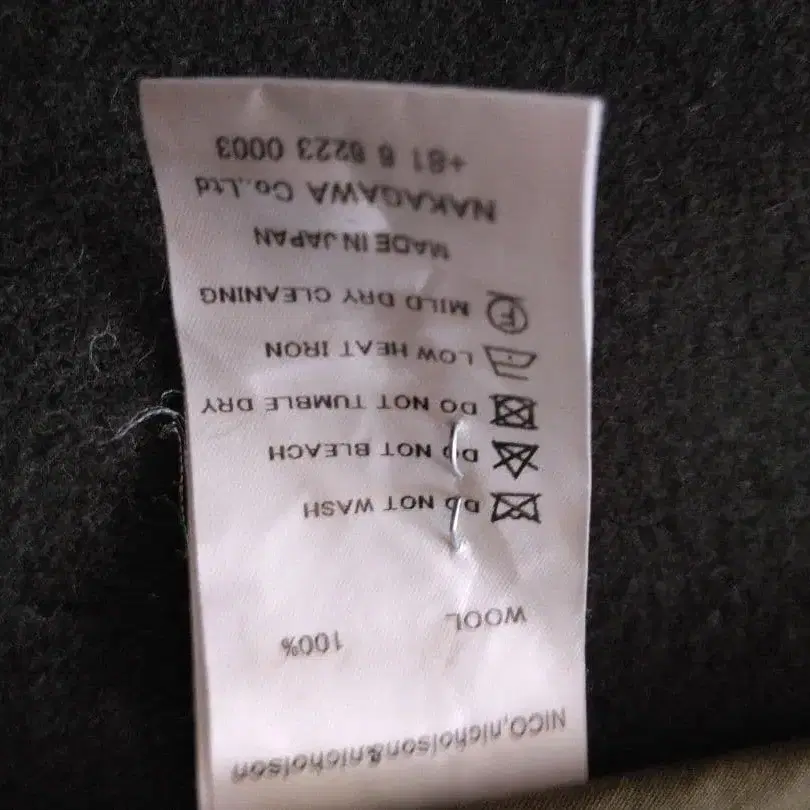 NICO,nicholson&nicholson
WOOL 100%
DO NOT WASH
DO NOT BLEACH
DO NOT TUMBLE DRY
LOW HEAT IRON
F MILD DRY CLEANING
MADE IN JAPAN
NAKAGAWA Co.,Ltd
+81 6 6223 0003